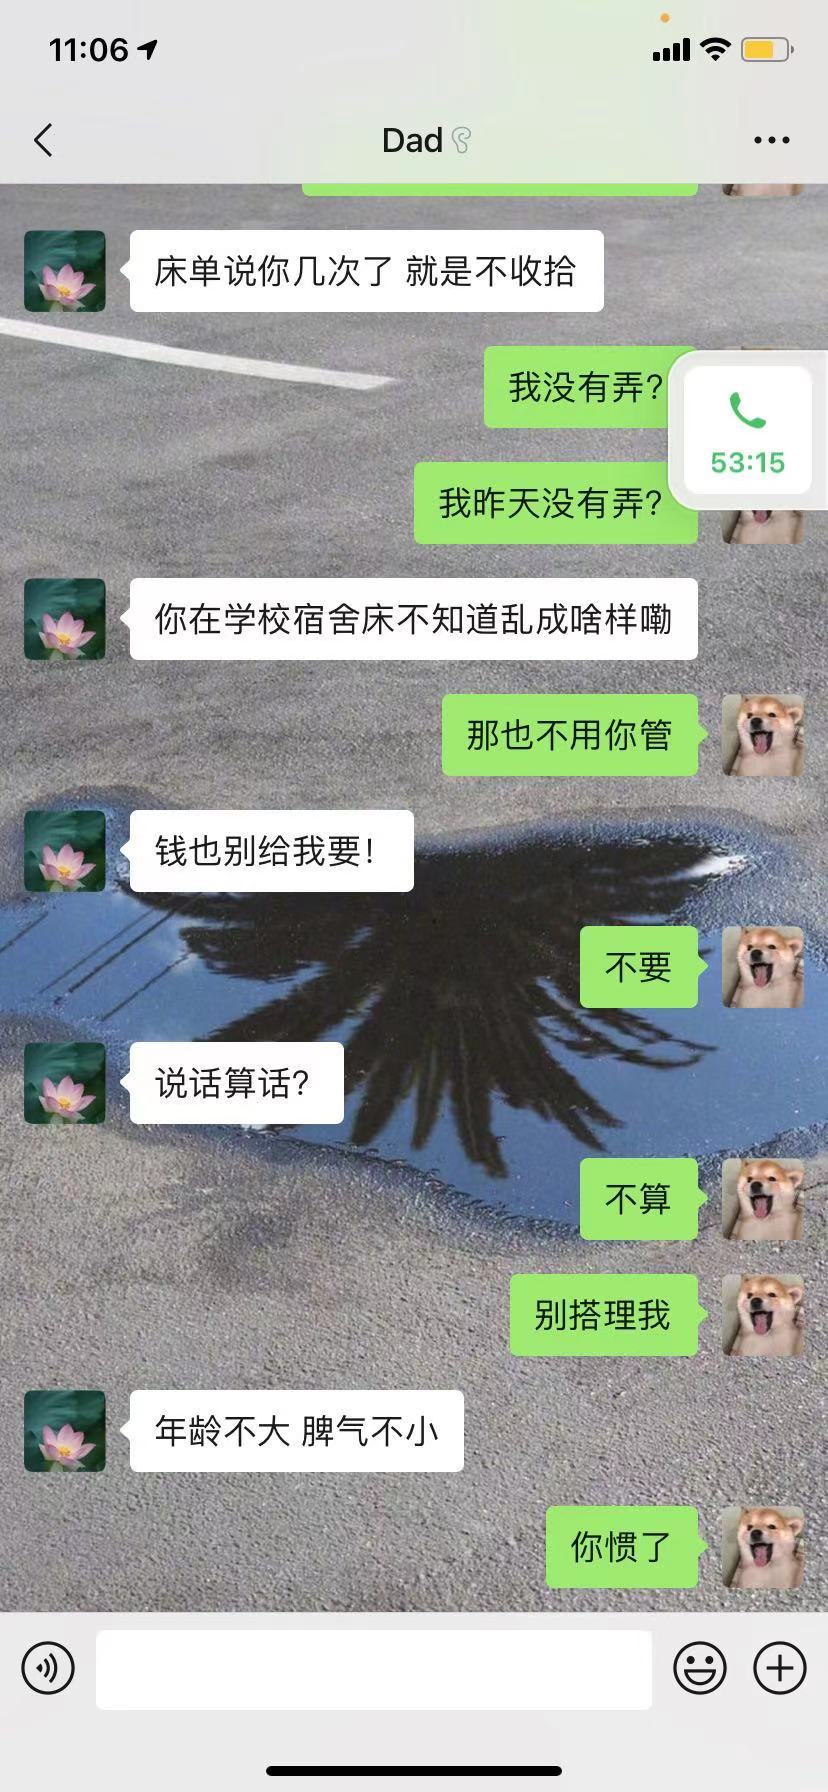 11:06
Dad
床单说你几次了 就是不收拾
我没有弄?
53:15
我昨天没有弄?
你在学校宿舍床不知道乱成啥样嘞
那也不用你管
钱也别给我要!
不要
说话算话?
不算
别搭理我
年龄不大 脾气不小
你惯了